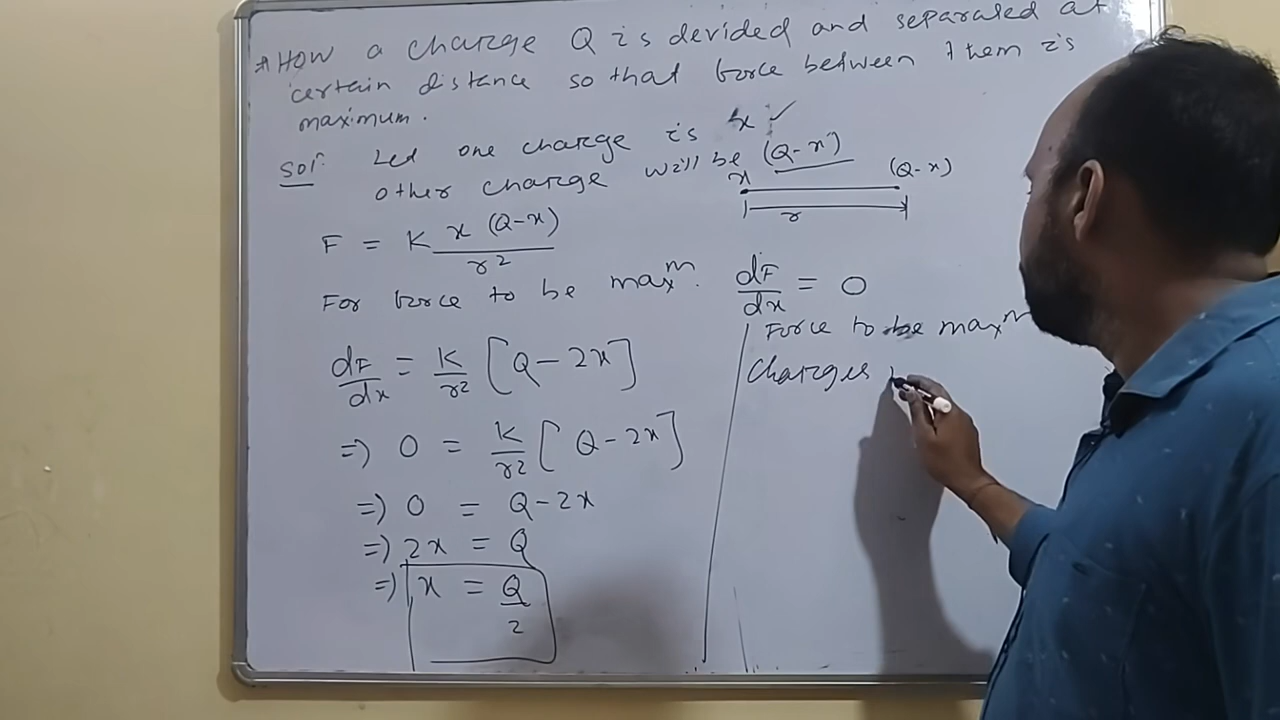 * How a charge Q is devided and separated at
certain distance so that force between them is
maximum.
Solⁿ: Let one charge is x ✓
other charge will be (Q-x)
x (Q-x)
r
F = K x (Q-x) / r²
For force to be maxᵐ. dF/dx = 0
dF/dx = K/r² [Q - 2x]
=> 0 = K/r² [Q - 2x]
=> 0 = Q - 2x
=> 2x = Q
=> x = Q/2
Force to be maxᵐ
charges